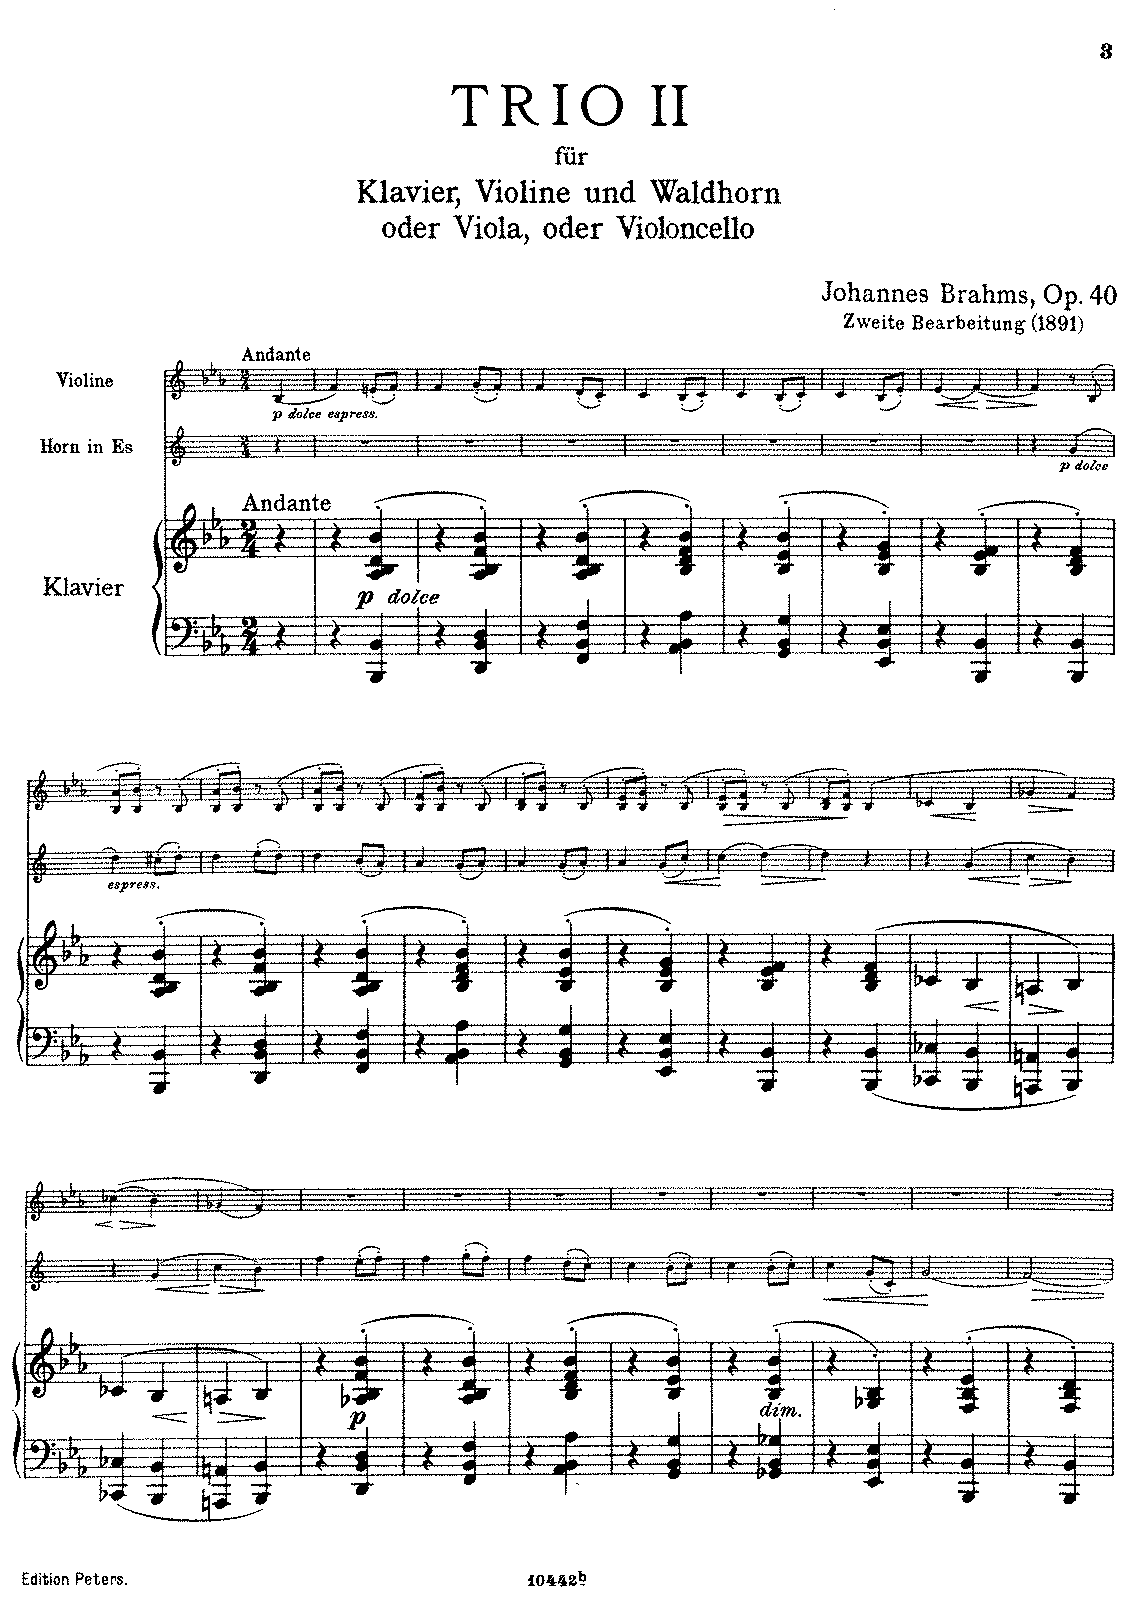 3
TRIO II
für
Klavier, Violine und Waldhorn
oder Viola, oder Violoncello
Johannes Brahms, Op. 40
Zweite Bearbeitung (1891)
Andante
Violine
p dolce espress.
Horn in Es
p dolce
Andante
Klavier
p dolce
espress.
p
dim.
Edition Peters.
10442b